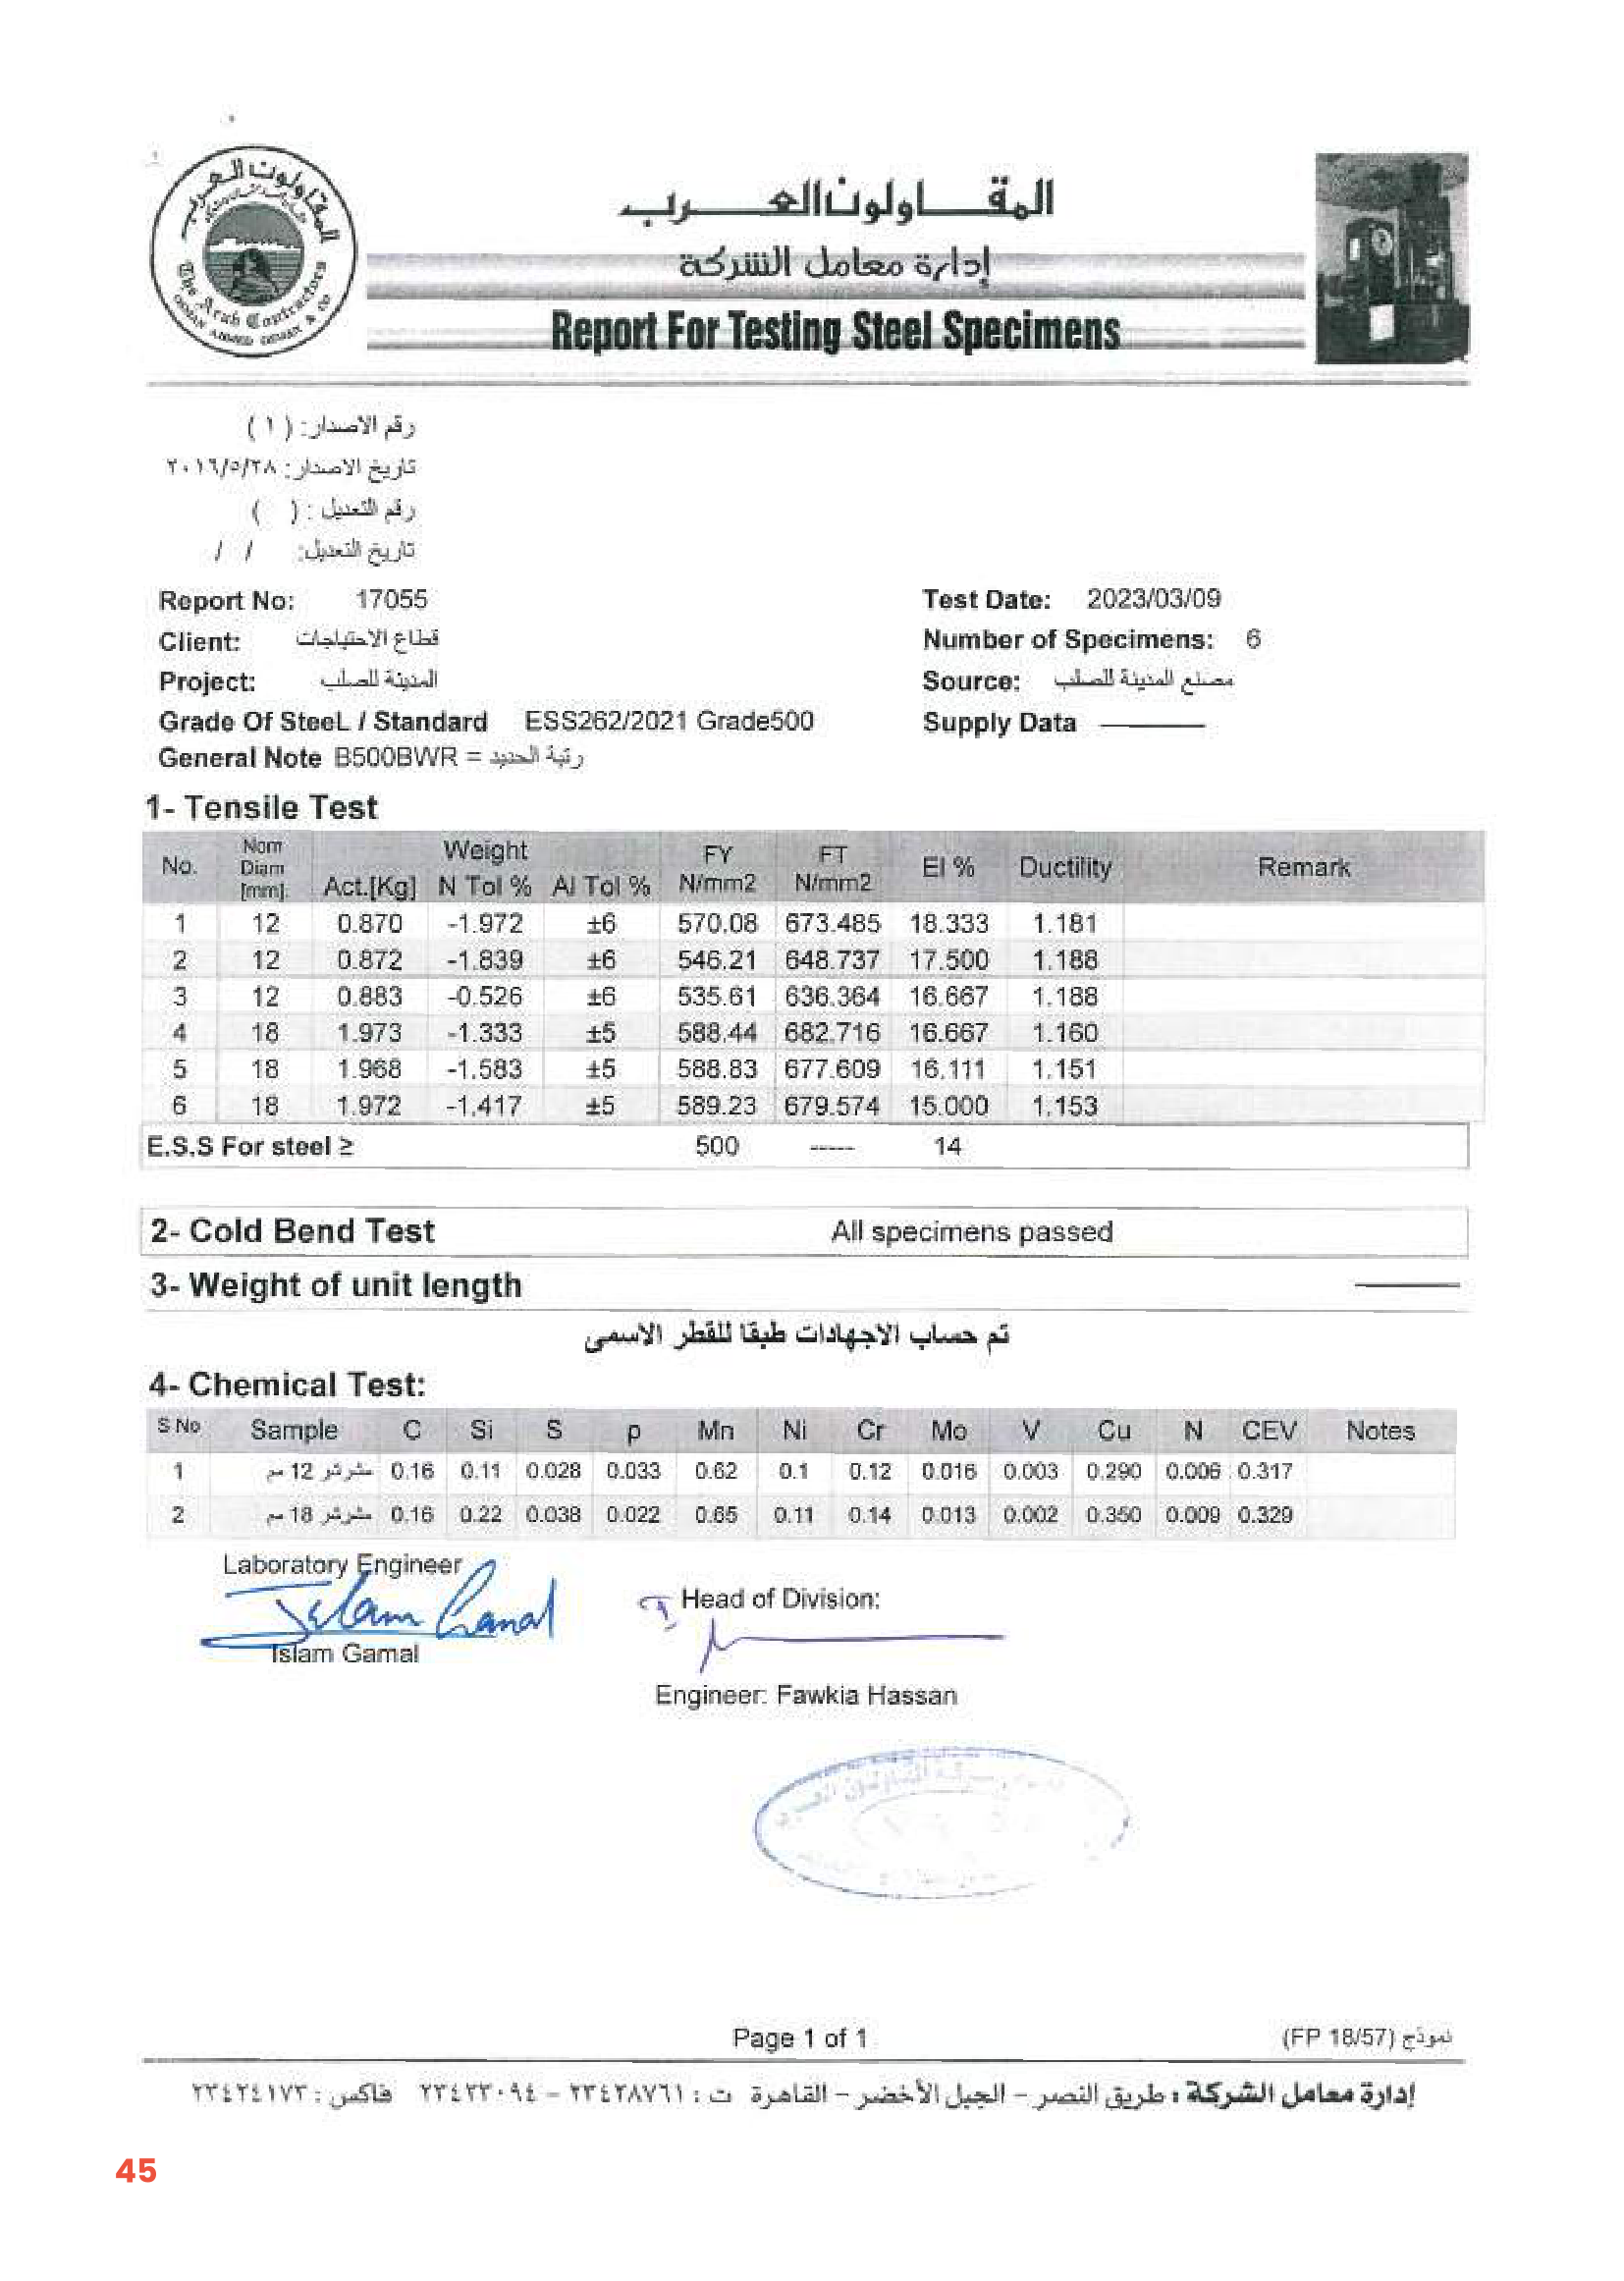 المقاولون العرب
إدارة معامل الشركة
Report For Testing Steel Specimens
المقاولون العرب
The Arab Contractors
OSMAN AHMED OSMAN & CO
رقم الاصدار: ( ١ )
تاريخ الاصدار: ٢٠١٦/٥/٢٨
رقم التعديل : ( )
تاريخ التعديل: / /
Report No: 17055 Test Date: 2023/03/09
Client: قطاع الاحتياجات Number of Specimens: 6
Project: المدينة للصلب Source: مصنع المدينة للصلب
Grade Of SteeL / Standard ESS262/2021 Grade500 Supply Data
General Note B500BWR = رتبة الحديد
1- Tensile Test
No. Nom Diam [mm]. Weight Act.[Kg] N Tol % Al Tol % FY N/mm2 FT N/mm2 El % Ductility Remark
1 12 0.870 -1.972 ±6 570.08 673.485 18.333 1.181
2 12 0.872 -1.839 ±6 546.21 648.737 17.500 1.188
3 12 0.883 -0.526 ±6 535.61 636.364 16.667 1.188
4 18 1.973 -1.333 ±5 588.44 682.716 16.667 1.160
5 18 1.968 -1.583 ±5 588.83 677.609 16.111 1.151
6 18 1.972 -1.417 ±5 589.23 679.574 15.000 1.153
E.S.S For steel ≥ 500 ----- 14
2- Cold Bend Test All specimens passed
3- Weight of unit length
تم حساب الاجهادات طبقا للقطر الاسمى
4- Chemical Test:
S No Sample C Si S p Mn Ni Cr Mo V Cu N CEV Notes
1 مشرشر 12 مم 0.16 0.11 0.028 0.033 0.62 0.1 0.12 0.016 0.003 0.290 0.006 0.317
2 مشرشر 18 مم 0.16 0.22 0.038 0.022 0.65 0.11 0.14 0.013 0.002 0.350 0.009 0.329
Laboratory Engineer
Islam Gamal
Islam Gamal
Head of Division:
Engineer: Fawkia Hassan
Page 1 of 1
نموذج (FP 18/57)
إدارة معامل الشركة : طريق النصر - الجبل الأخضر - القاهرة ت : ٢٣٤٢٨٧٦١ - ٢٣٤٢٣٠٩٤ فاكس : ٢٣٤٢٤١٧٣
45